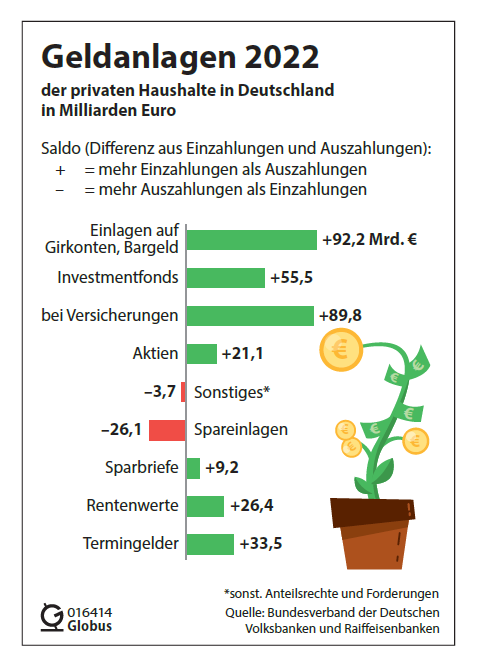 Geldanlagen 2022
der privaten Haushalte in Deutschland
in Milliarden Euro
Saldo (Differenz aus Einzahlungen und Auszahlungen):
+ = mehr Einzahlungen als Auszahlungen
– = mehr Auszahlungen als Einzahlungen
Einlagen auf
Girkonten, Bargeld
+92,2 Mrd. €
Investmentfonds +55,5
bei Versicherungen +89,8
Aktien +21,1
–3,7 Sonstiges*
–26,1 Spareinlagen
Sparbriefe +9,2
Rentenwerte +26,4
Termingelder +33,5
€
€
€
€
€
€
€
*sonst. Anteilsrechte und Forderungen
Quelle: Bundesverband der Deutschen
Volksbanken und Raiffeisenbanken
016414
Globus